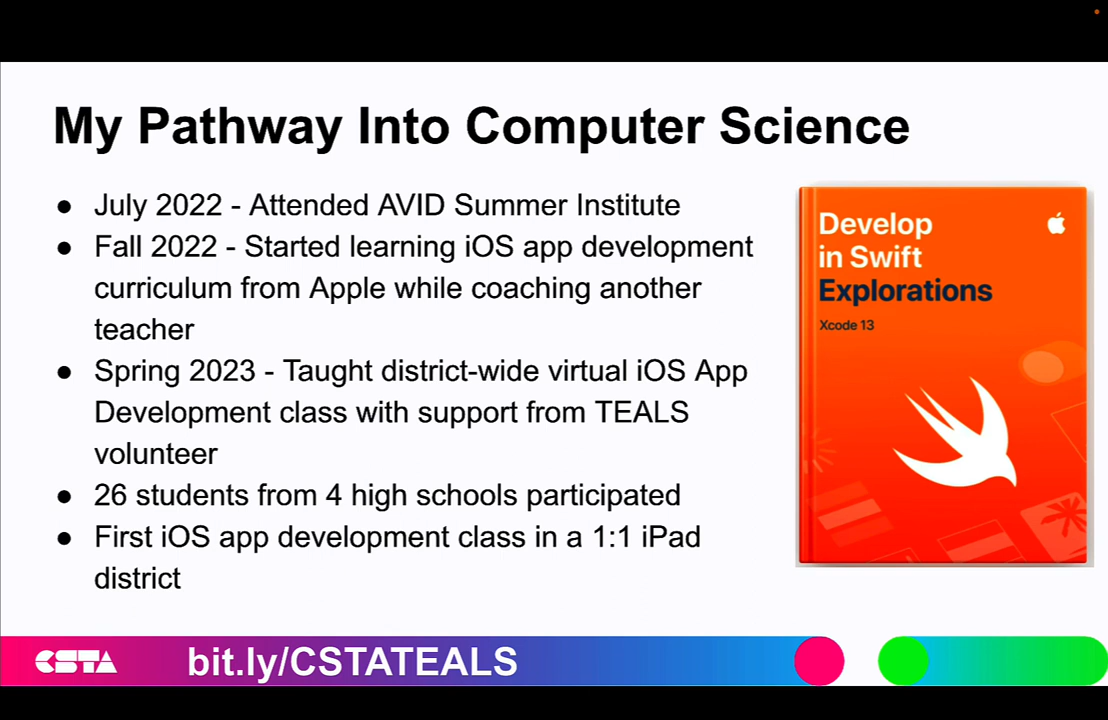 My Pathway Into Computer Science
● July 2022 - Attended AVID Summer Institute
● Fall 2022 - Started learning iOS app development
curriculum from Apple while coaching another
teacher
● Spring 2023 - Taught district-wide virtual iOS App
Development class with support from TEALS
volunteer
● 26 students from 4 high schools participated
● First iOS app development class in a 1:1 iPad
district
Develop
in Swift
Explorations
Xcode 13
CSTA
bit.ly/CSTATEALS